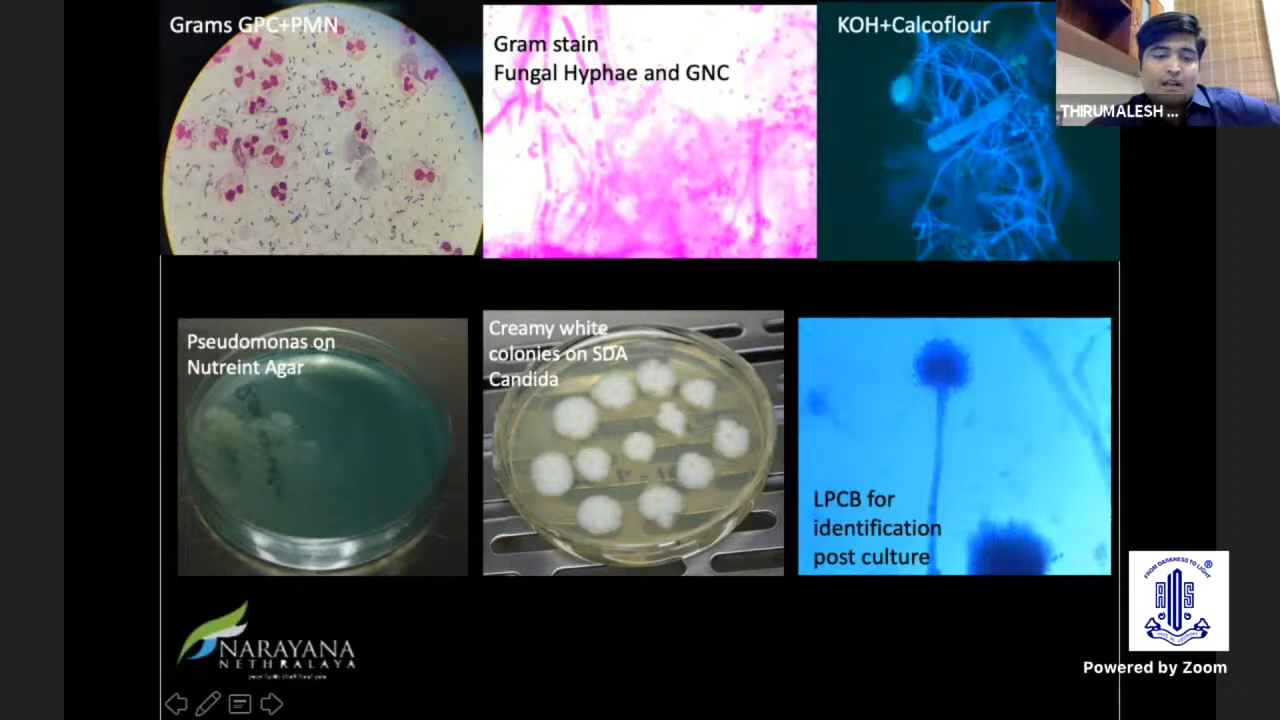 Grams GPC+PMN
Gram stain
Fungal Hyphae and GNC
KOH+Calcoflour
THIRUMALESH ...
Pseudomonas on
Nutreint Agar
Creamy white
colonies on SDA
Candida
LPCB for
identification
post culture
NARAYANA
NETHRALAYA
FROM DARKNESS TO LIGHT
®
AIOS
Powered by Zoom